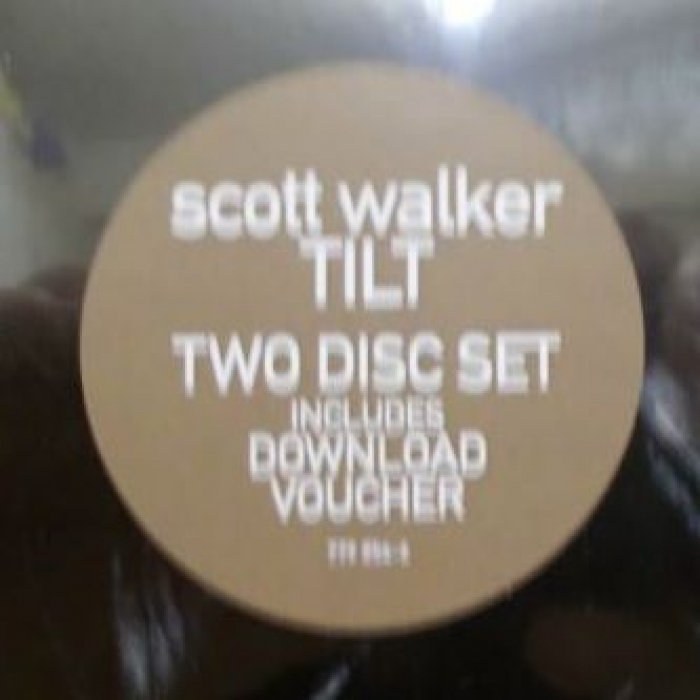 scott walker
TILT
TWO DISC SET
INCLUDES
DOWNLOAD
VOUCHER